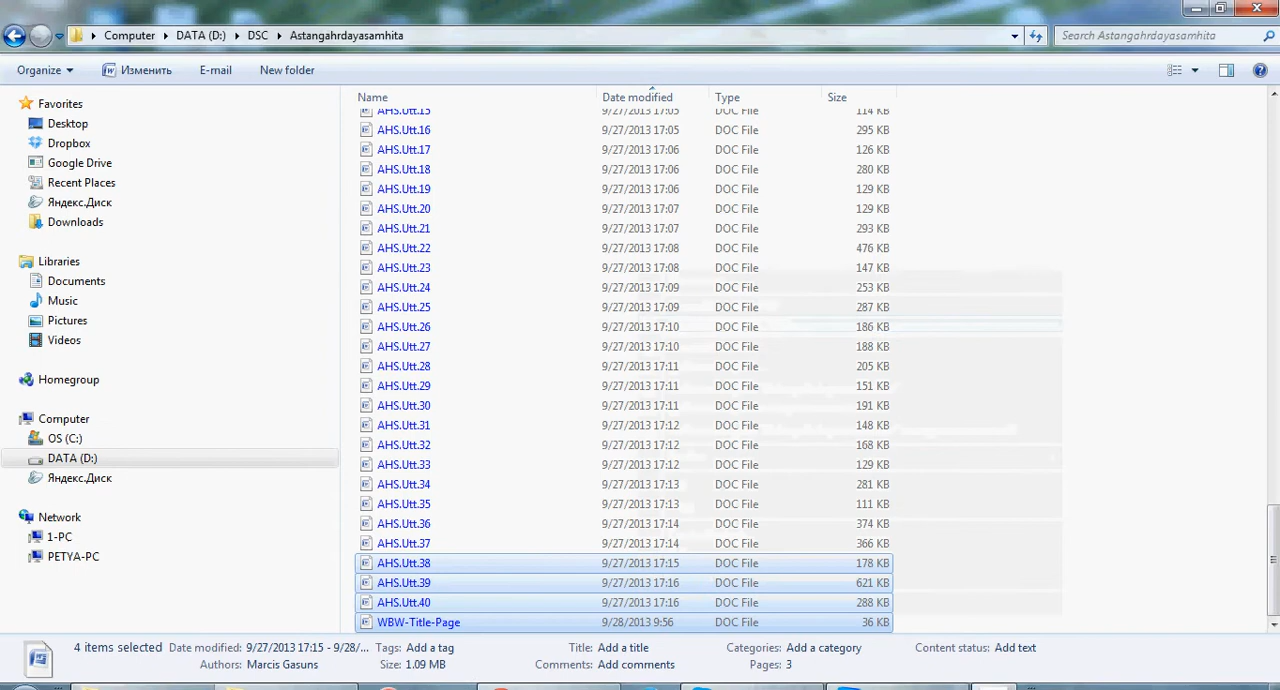 Computer DATA (D:) DSC Astangahrdayasamhita Search Astangahrdayasamhita
Organize Изменить E-mail New folder
Favorites
Desktop
Dropbox
Google Drive
Recent Places
Яндекс.Диск
Downloads
Libraries
Documents
Music
Pictures
Videos
Homegroup
Computer
OS (C:)
DATA (D:)
Яндекс.Диск
Network
1-PC
PETYA-PC
Name Date modified Type Size
AHS.Utt.15 9/27/2013 17:05 DOC File 114 KB
AHS.Utt.16 9/27/2013 17:05 DOC File 295 KB
AHS.Utt.17 9/27/2013 17:06 DOC File 126 KB
AHS.Utt.18 9/27/2013 17:06 DOC File 280 KB
AHS.Utt.19 9/27/2013 17:06 DOC File 129 KB
AHS.Utt.20 9/27/2013 17:07 DOC File 129 KB
AHS.Utt.21 9/27/2013 17:07 DOC File 293 KB
AHS.Utt.22 9/27/2013 17:08 DOC File 476 KB
AHS.Utt.23 9/27/2013 17:08 DOC File 147 KB
AHS.Utt.24 9/27/2013 17:09 DOC File 253 KB
AHS.Utt.25 9/27/2013 17:09 DOC File 287 KB
AHS.Utt.26 9/27/2013 17:10 DOC File 186 KB
AHS.Utt.27 9/27/2013 17:10 DOC File 188 KB
AHS.Utt.28 9/27/2013 17:11 DOC File 205 KB
AHS.Utt.29 9/27/2013 17:11 DOC File 151 KB
AHS.Utt.30 9/27/2013 17:11 DOC File 191 KB
AHS.Utt.31 9/27/2013 17:12 DOC File 148 KB
AHS.Utt.32 9/27/2013 17:12 DOC File 168 KB
AHS.Utt.33 9/27/2013 17:12 DOC File 129 KB
AHS.Utt.34 9/27/2013 17:13 DOC File 281 KB
AHS.Utt.35 9/27/2013 17:13 DOC File 111 KB
AHS.Utt.36 9/27/2013 17:14 DOC File 374 KB
AHS.Utt.37 9/27/2013 17:14 DOC File 366 KB
AHS.Utt.38 9/27/2013 17:15 DOC File 178 KB
AHS.Utt.39 9/27/2013 17:16 DOC File 621 KB
AHS.Utt.40 9/27/2013 17:16 DOC File 288 KB
WBW-Title-Page 9/28/2013 9:56 DOC File 36 KB
4 items selected Date modified: 9/27/2013 17:15 - 9/28/... Tags: Add a tag Title: Add a title Categories: Add a category Content status: Add text
Authors: Marcis Gasuns Size: 1.09 MB Comments: Add comments Pages: 3